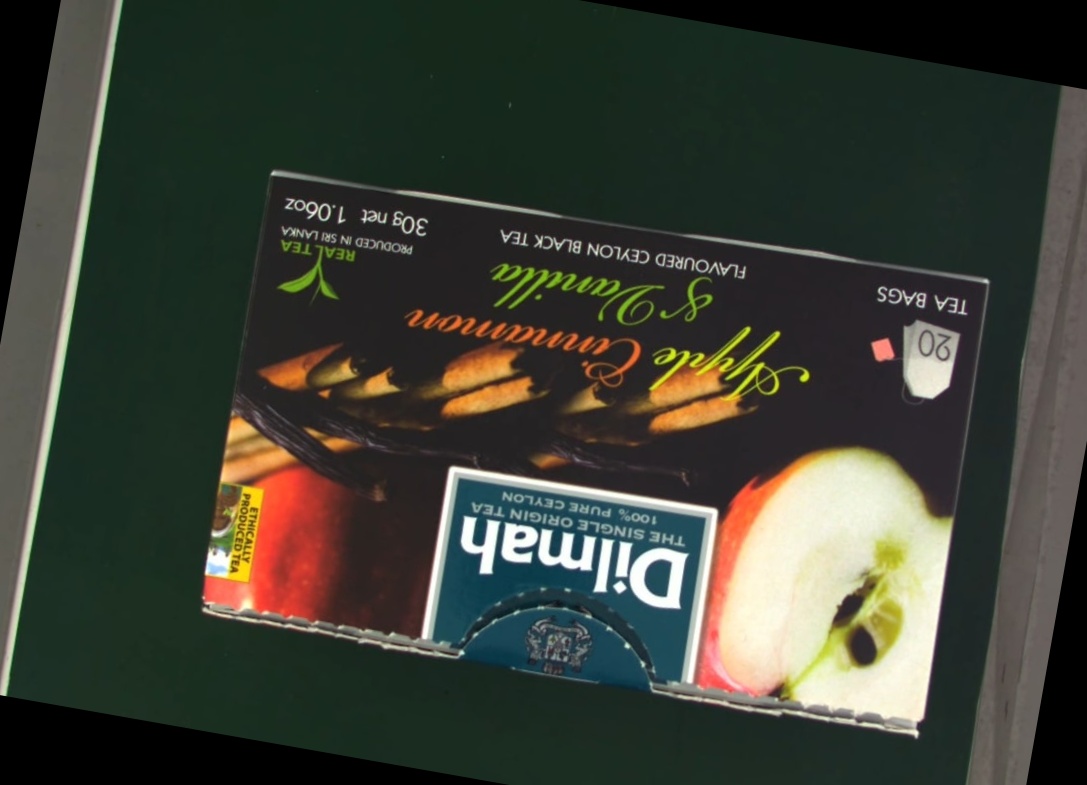 Dilmah
THE SINGLE ORIGIN TEA
100% PURE CEYLON
ETHICALLY
PRODUCED TEA
Apple Cinnamon
& Vanilla
FLAVOURED CEYLON BLACK TEA
20
TEA BAGS
REAL TEA
PRODUCED IN SRI LANKA
30g net 1.06oz